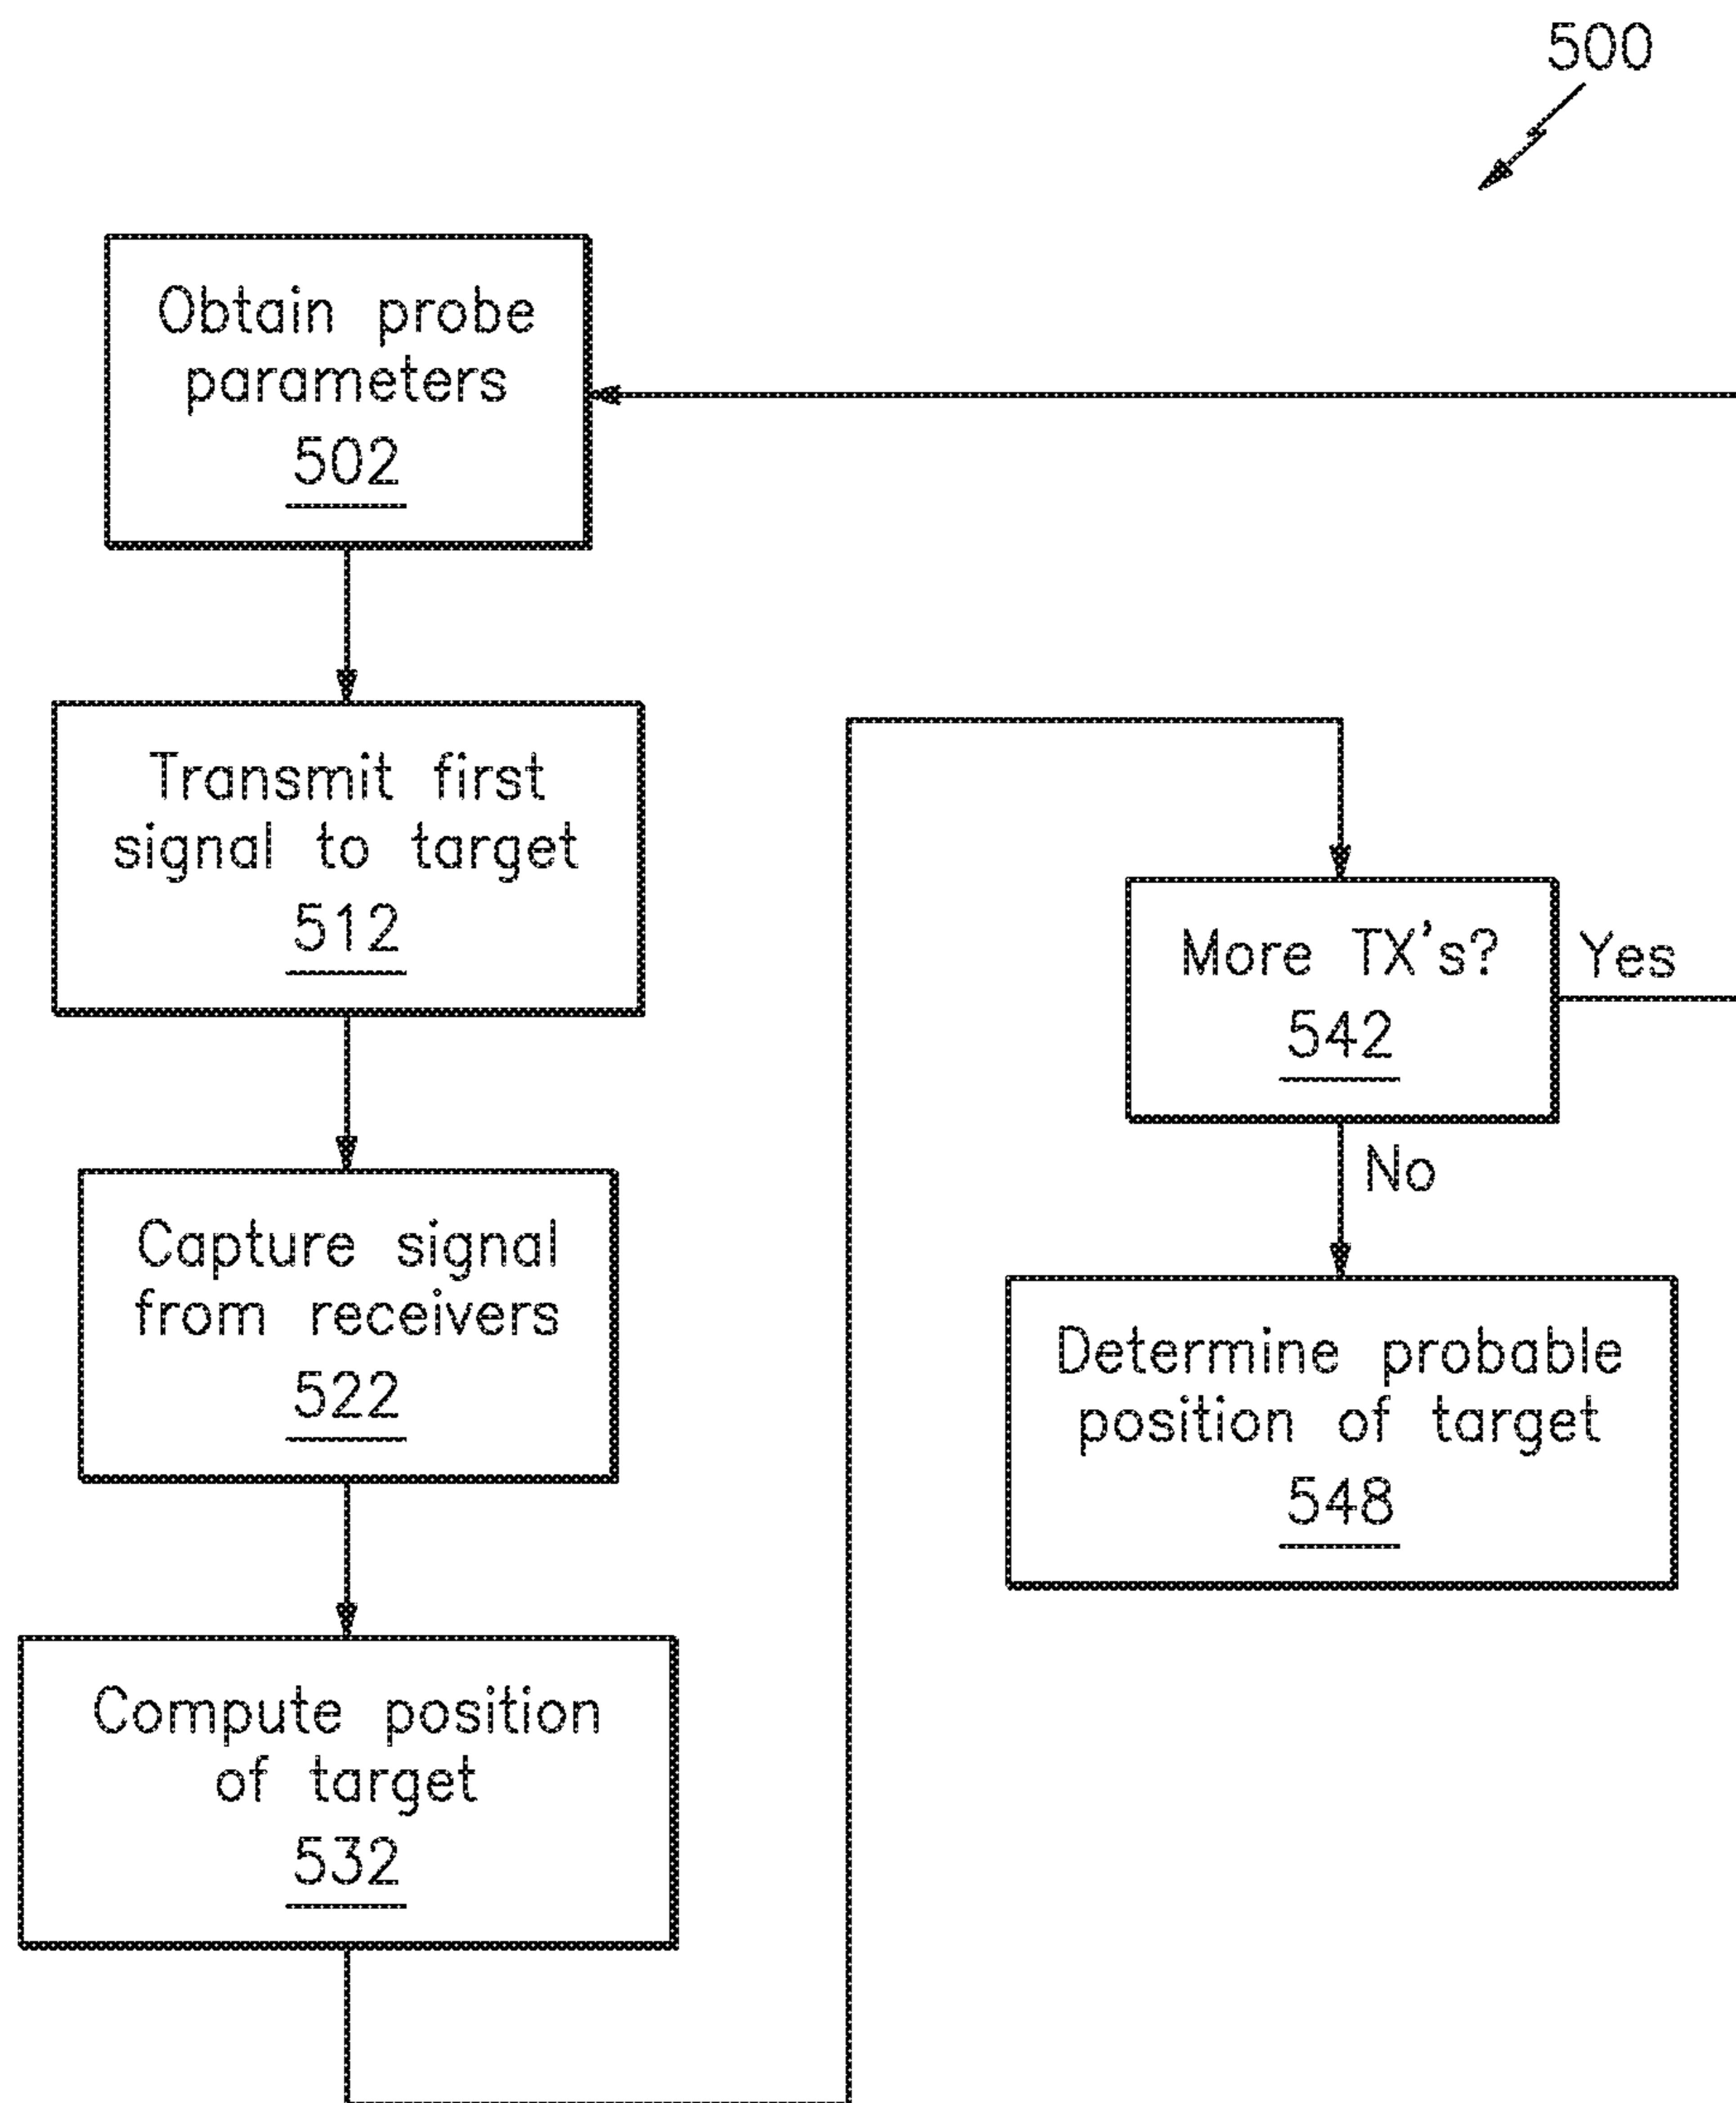 500
Obtain probe
parameters
502
Transmit first
signal to target
512
Capture signal
from receivers
522
Compute position
of target
532
More TX's?
542
Yes
No
Determine probable
position of target
548